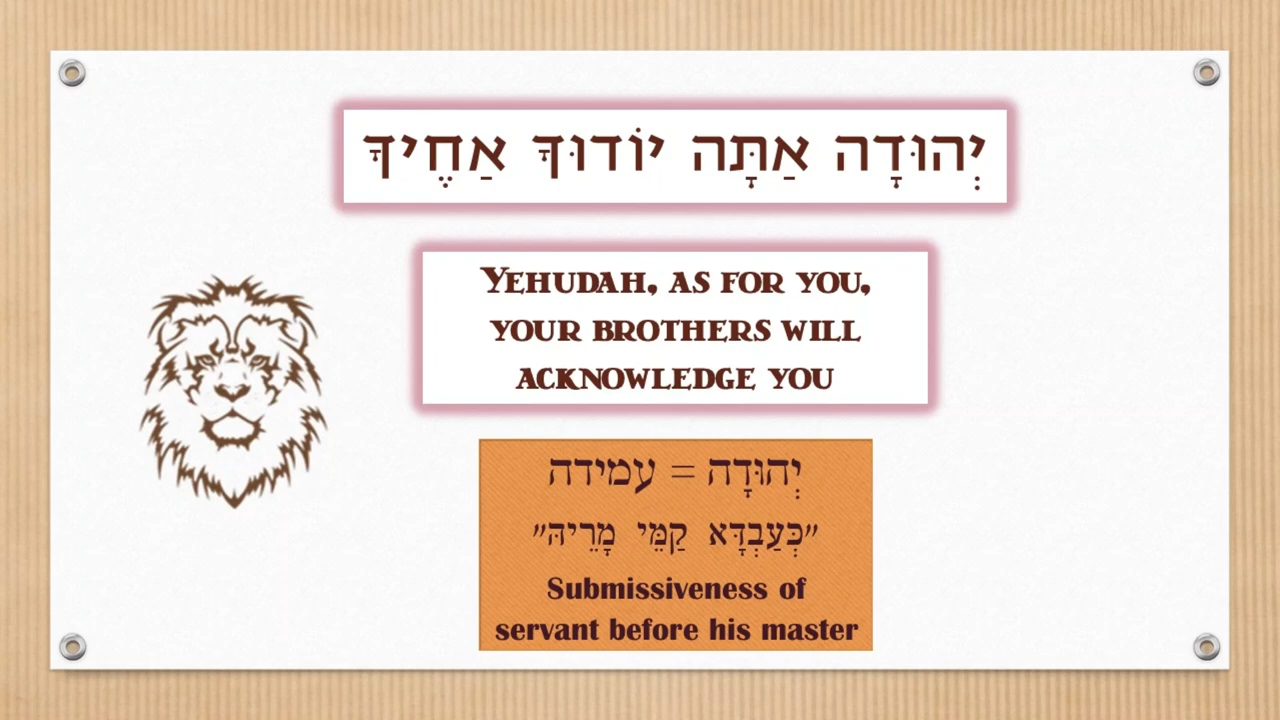 יְהוּדָה אַתָּה יוֹדוּךָ אַחֶיךָ
YEHUDAH, AS FOR YOU,
YOUR BROTHERS WILL
ACKNOWLEDGE YOU
יְהוּדָה = עמידה
"כְּעַבְדָּא קַמֵּי מָרֵיהּ"
Submissiveness of
servant before his master